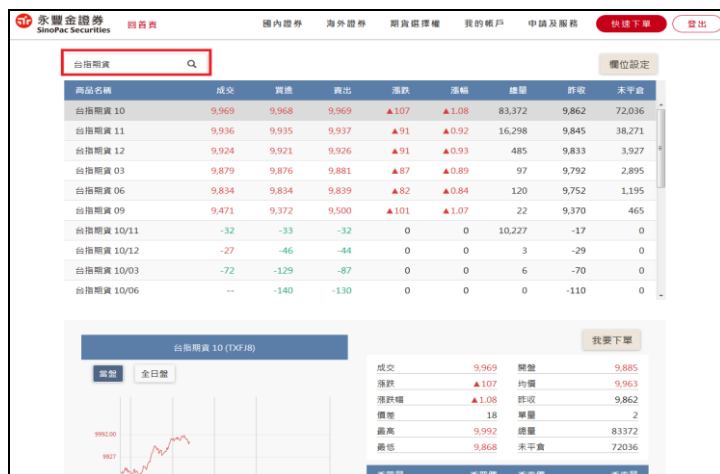 永豐金證券
SinoPac Securities
回首頁 國內證券 海外證券 期貨選擇權 我的帳戶 申請及服務 快速下單 登出
台指期貨 欄位設定
商品名稱 成交 買進 賣出 漲跌 漲幅 總量 昨收 未平倉
台指期貨 10 9,969 9,968 9,969 ▲107 ▲1.08 83,372 9,862 72,036
台指期貨 11 9,936 9,935 9,937 ▲91 ▲0.92 16,298 9,845 38,271
台指期貨 12 9,924 9,921 9,926 ▲91 ▲0.93 485 9,833 3,927
台指期貨 03 9,879 9,876 9,881 ▲87 ▲0.89 97 9,792 2,895
台指期貨 06 9,834 9,834 9,839 ▲82 ▲0.84 120 9,752 1,195
台指期貨 09 9,471 9,372 9,500 ▲101 ▲1.07 22 9,370 465
台指期貨 10/11 -32 -33 -32 0 0 10,227 -17 0
台指期貨 10/12 -27 -46 -44 0 0 3 -29 0
台指期貨 10/03 -72 -129 -87 0 0 6 -70 0
台指期貨 10/06 -- -140 -130 0 0 0 -110 0
台指期貨 10 (TXFJ8) 我要下單
當盤 全日盤
成交 9,969 開盤 9,885
漲跌 ▲107 均價 9,963
漲跌幅 ▲1.08 昨收 9,862
價差 18 單量 2
最高 9,992 總量 83372
最低 9,868 未平倉 72036
9992.00
9927